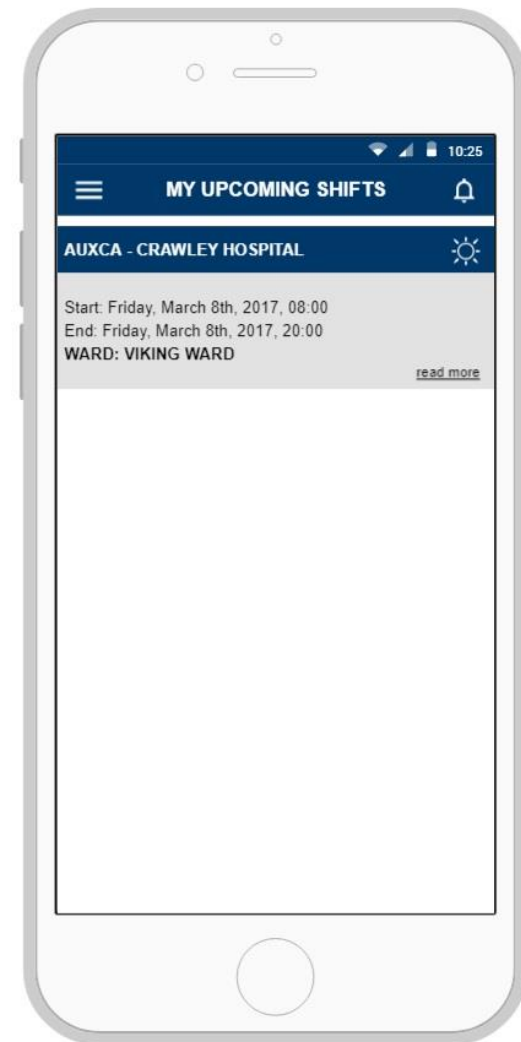 10:25
MY UPCOMING SHIFTS
AUXCA - CRAWLEY HOSPITAL
Start: Friday, March 8th, 2017, 08:00
End: Friday, March 8th, 2017, 20:00
WARD: VIKING WARD
read more